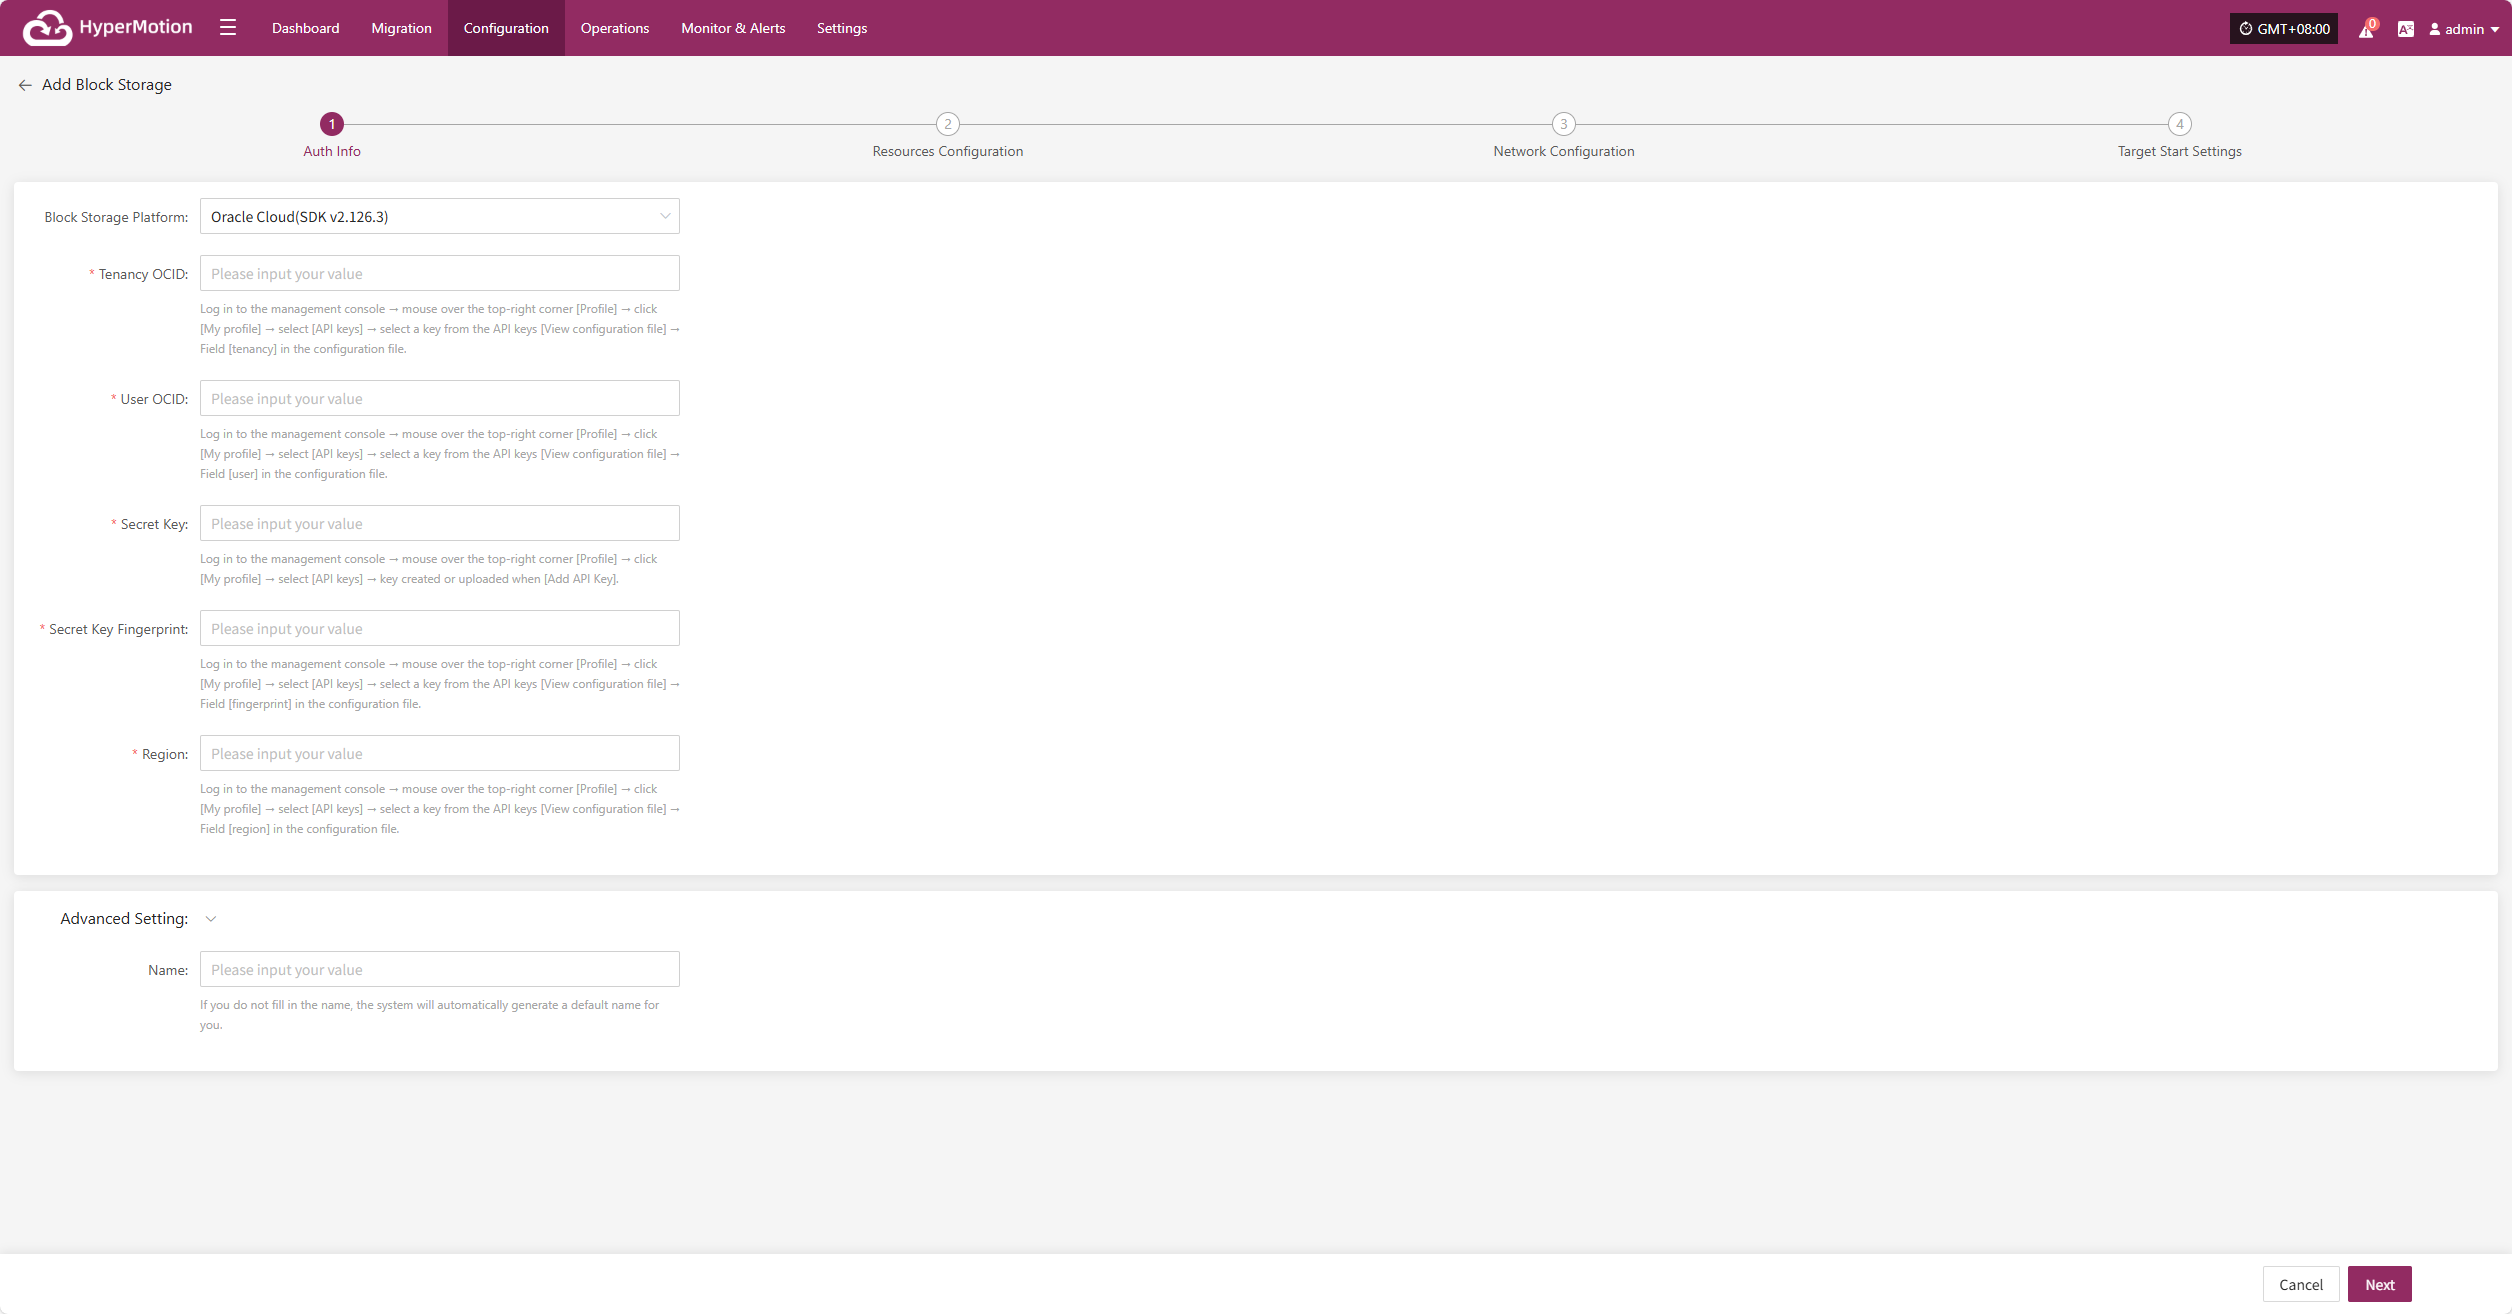 HyperMotion
Dashboard
Migration
Configuration
Operations
Monitor & Alerts
Settings
GMT+08:00
0
admin
← Add Block Storage
1
2
3
4
Auth Info
Resources Configuration
Network Configuration
Target Start Settings
Block Storage Platform: Oracle Cloud(SDK v2.126.3)
* Tenancy OCID: Please input your value
Log in to the management console → mouse over the top-right corner [Profile] → click
[My profile] → select [API keys] → select a key from the API keys [View configuration file] →
Field [tenancy] in the configuration file.
* User OCID: Please input your value
Log in to the management console → mouse over the top-right corner [Profile] → click
[My profile] → select [API keys] → select a key from the API keys [View configuration file] →
Field [user] in the configuration file.
* Secret Key: Please input your value
Log in to the management console → mouse over the top-right corner [Profile] → click
[My profile] → select [API keys] → key created or uploaded when [Add API Key].
* Secret Key Fingerprint: Please input your value
Log in to the management console → mouse over the top-right corner [Profile] → click
[My profile] → select [API keys] → select a key from the API keys [View configuration file] →
Field [fingerprint] in the configuration file.
* Region: Please input your value
Log in to the management console → mouse over the top-right corner [Profile] → click
[My profile] → select [API keys] → select a key from the API keys [View configuration file] →
Field [region] in the configuration file.
Advanced Setting:
Name: Please input your value
If you do not fill in the name, the system will automatically generate a default name for
you.
Cancel
Next